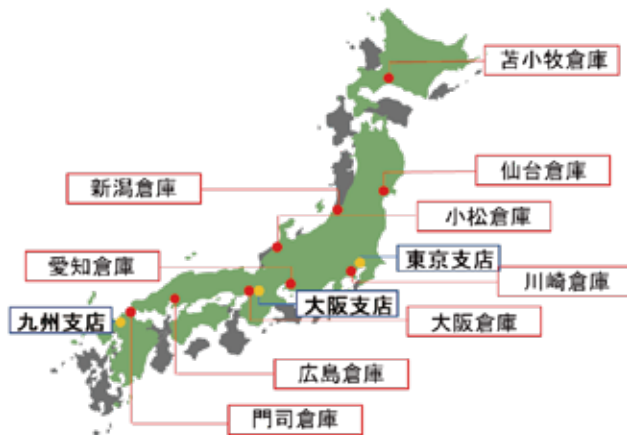 苫小牧倉庫
仙台倉庫
新潟倉庫
小松倉庫
愛知倉庫
東京支店
川崎倉庫
大阪支店
九州支店
大阪倉庫
広島倉庫
門司倉庫